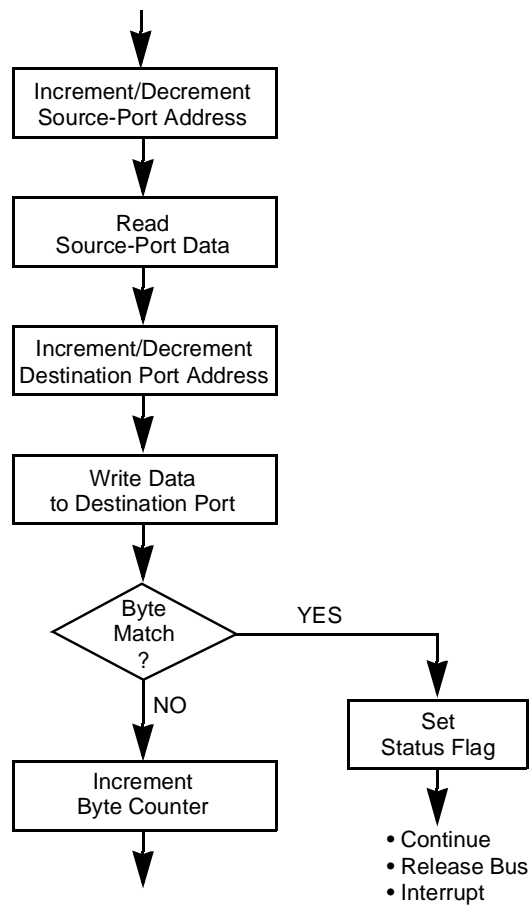 Increment/Decrement
Source-Port Address
Read
Source-Port Data
Increment/Decrement
Destination Port Address
Write Data
to Destination Port
Byte
Match
?
YES
NO
Set
Status Flag
Increment
Byte Counter
• Continue
• Release Bus
• Interrupt